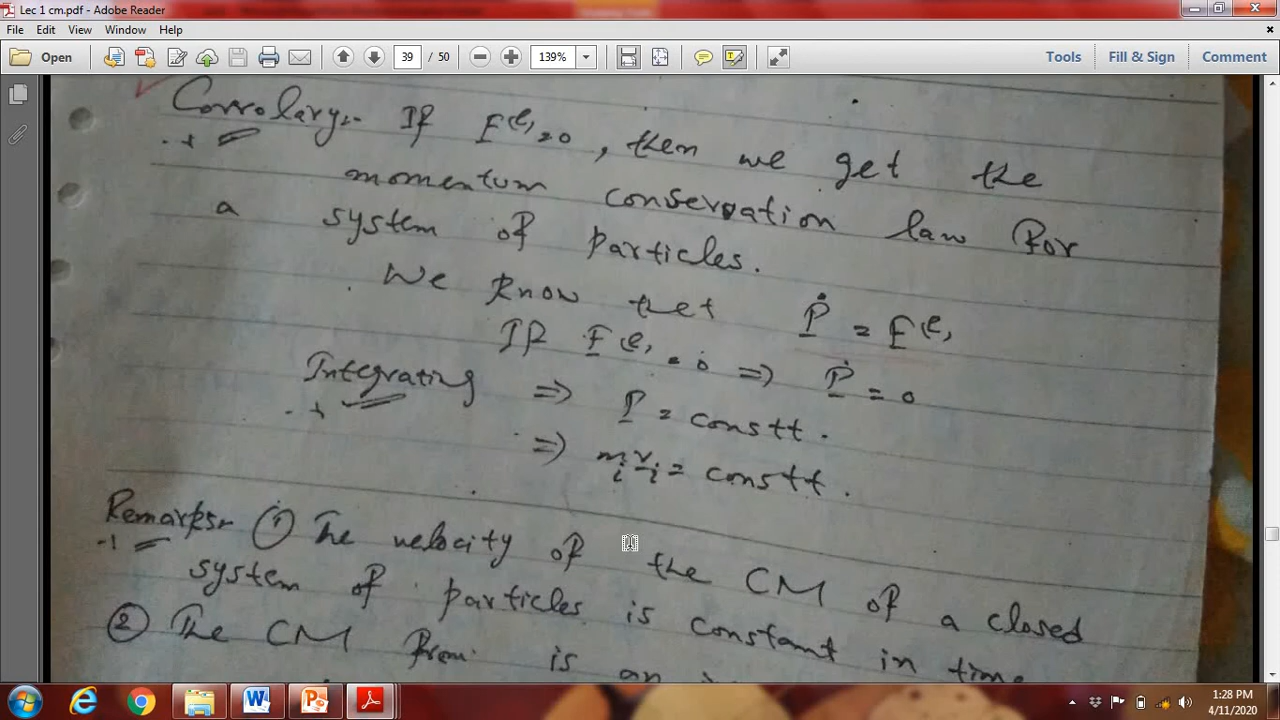 Lec 1 cm.pdf - Adobe Reader
File Edit View Window Help
Open 39 / 50 139% Tools Fill & Sign Comment
Corrolary:- If F(e) = 0, then we get the
momentum conservation law for
a system of particles.
We know thet Ṗ = F(e)
If F(e) = 0 => Ṗ = 0
Integrating => P = constt.
=> mᵢvᵢ = constt.
Remarks:- ① The velocity of the CM of a closed
system of particles is constant in time
② The CM is an
1:28 PM
4/11/2020